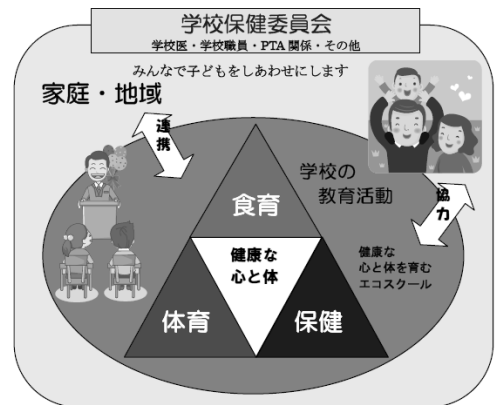 学校保健委員会
学校医・学校職員・PTA 関係・その他
みんなで子どもをしあわせにします
家庭・地域
連携
学校の
教育活動
食育
協力
健康な
心と体
健康な
心と体を育む
エコスクール
体育
保健